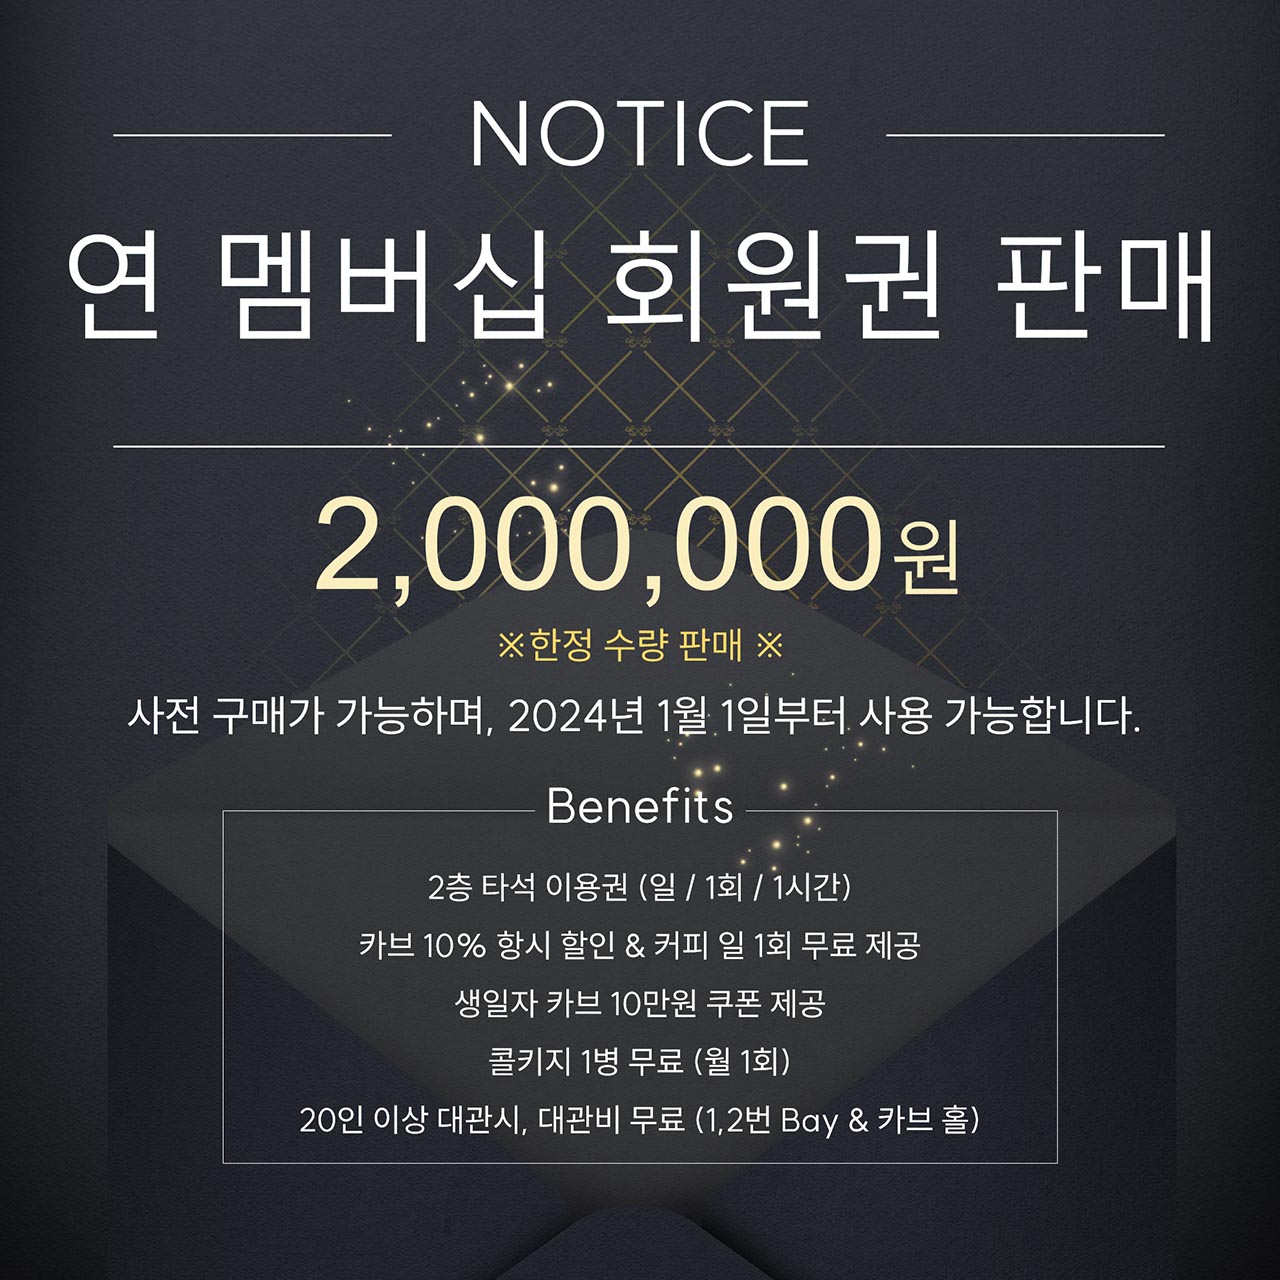 NOTICE
연 멤버십 회원권 판매
2,000,000원
※한정 수량 판매 ※
사전 구매가 가능하며, 2024년 1월 1일부터 사용 가능합니다.
Benefits
2층 타석 이용권 (일 / 1회 / 1시간)
카브 10% 항시 할인 & 커피 일 1회 무료 제공
생일자 카브 10만원 쿠폰 제공
콜키지 1병 무료 (월 1회)
20인 이상 대관시, 대관비 무료 (1,2번 Bay & 카브 홀)